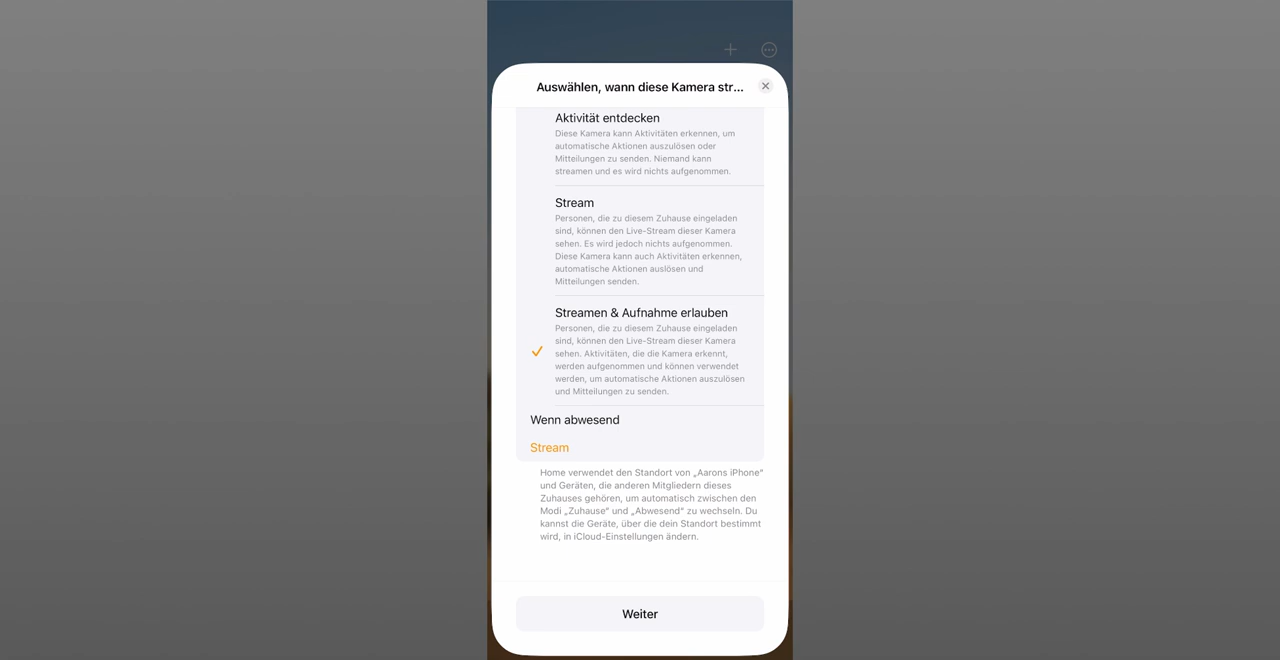 Auswählen, wann diese Kamera str...
Aktivität entdecken
Diese Kamera kann Aktivitäten erkennen, um
automatische Aktionen auszulösen oder
Mitteilungen zu senden. Niemand kann
streamen und es wird nichts aufgenommen.
Stream
Personen, die zu diesem Zuhause eingeladen
sind, können den Live-Stream dieser Kamera
sehen. Es wird jedoch nichts aufgenommen.
Diese Kamera kann auch Aktivitäten erkennen,
automatische Aktionen auslösen und
Mitteilungen senden.
Streamen & Aufnahme erlauben
Personen, die zu diesem Zuhause eingeladen
sind, können den Live-Stream dieser Kamera
sehen. Aktivitäten, die die Kamera erkennt,
werden aufgenommen und können verwendet
werden, um automatische Aktionen auszulösen
und Mitteilungen zu senden.
Wenn abwesend
Stream
Home verwendet den Standort von „Aarons iPhone“
und Geräten, die anderen Mitgliedern dieses
Zuhauses gehören, um automatisch zwischen den
Modi „Zuhause“ und „Abwesend“ zu wechseln. Du
kannst die Geräte, über die dein Standort bestimmt
wird, in iCloud-Einstellungen ändern.
Weiter